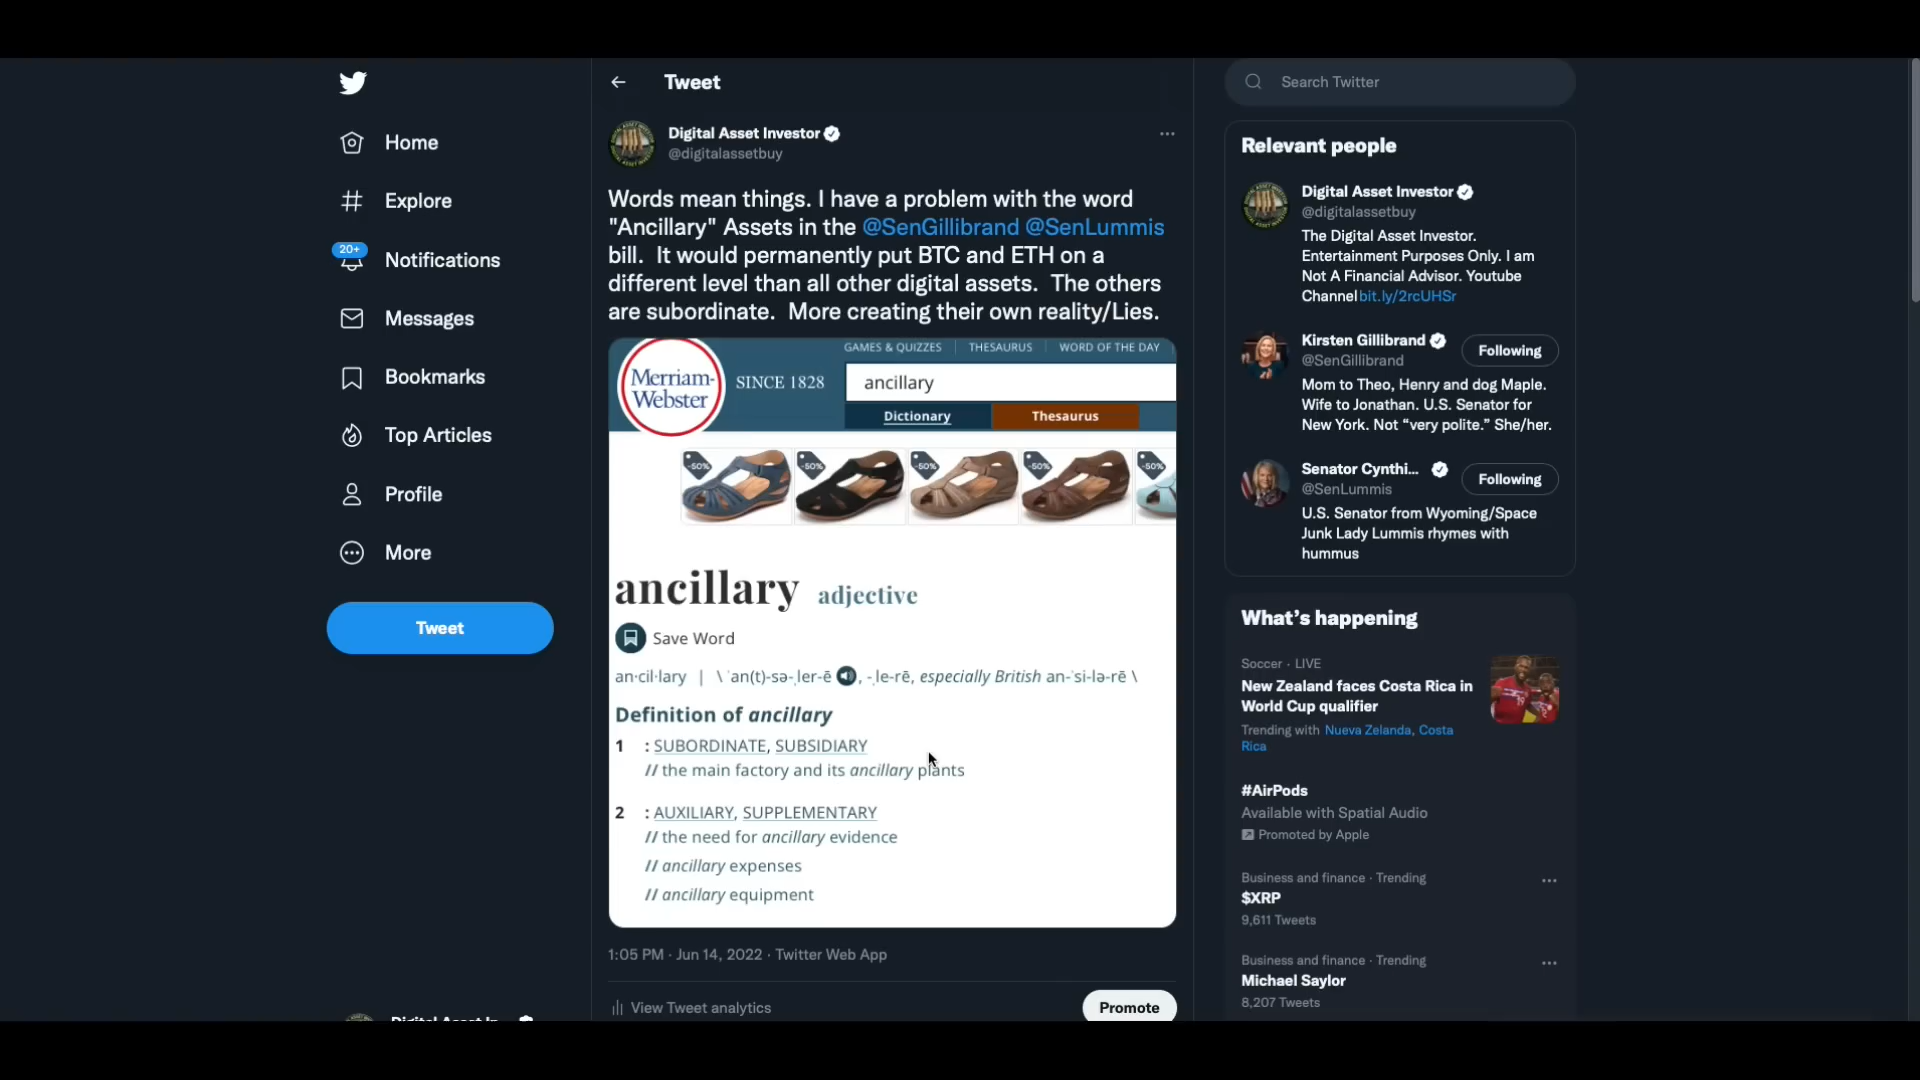 Home
Explore
20+
Notifications
Messages
Bookmarks
Top Articles
Profile
More
Tweet
Tweet
Digital Asset Investor
@digitalassetbuy
Words mean things. I have a problem with the word
"Ancillary" Assets in the @SenGillibrand @SenLummis
bill.  It would permanently put BTC and ETH on a
different level than all other digital assets.  The others
are subordinate.  More creating their own reality/Lies.
GAMES & QUIZZES | THESAURUS | WORD OF THE DAY
Merriam-
Webster
SINCE 1828
ancillary
Dictionary
Thesaurus
-50%
-50%
-50%
-50%
-50%
ancillary adjective
Save Word
an·cil·lary | \ ˈan(t)-sə-ˌler-ē , -ˌle-rē, especially British an-ˈsi-lə-rē \
Definition of ancillary
1 : SUBORDINATE, SUBSIDIARY
// the main factory and its ancillary plants
2 : AUXILIARY, SUPPLEMENTARY
// the need for ancillary evidence
// ancillary expenses
// ancillary equipment
1:05 PM · Jun 14, 2022 · Twitter Web App
View Tweet analytics
Promote
Search Twitter
Relevant people
Digital Asset Investor
@digitalassetbuy
The Digital Asset Investor.
Entertainment Purposes Only. I am
Not A Financial Advisor. Youtube
Channel bit.ly/2rcUHSr
Kirsten Gillibrand
@SenGillibrand
Following
Mom to Theo, Henry and dog Maple.
Wife to Jonathan. U.S. Senator for
New York. Not “very polite.” She/her.
Senator Cynthi...
@SenLummis
Following
U.S. Senator from Wyoming/Space
Junk Lady Lummis rhymes with
hummus
What’s happening
Soccer · LIVE
New Zealand faces Costa Rica in
World Cup qualifier
Trending with Nueva Zelanda, Costa
Rica
#AirPods
Available with Spatial Audio
Promoted by Apple
Business and finance · Trending
$XRP
9,611 Tweets
Business and finance · Trending
Michael Saylor
8,207 Tweets